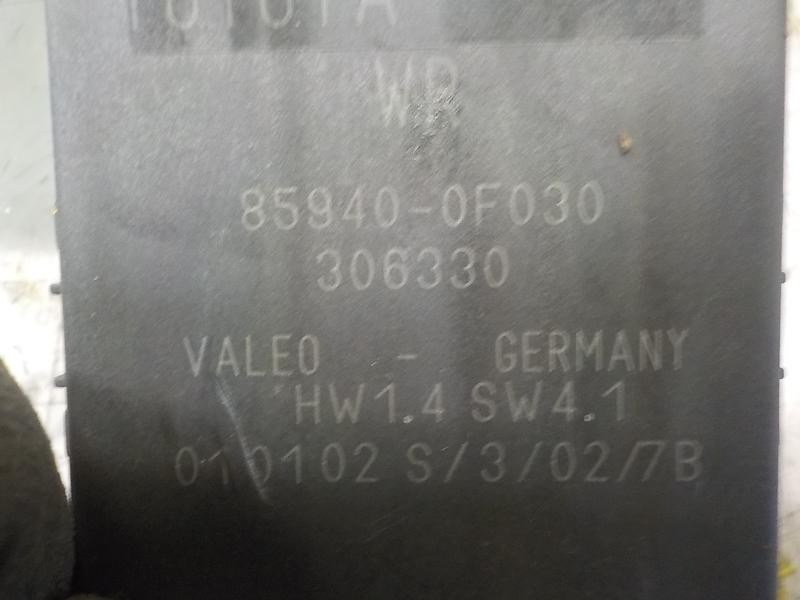 TOYOTA
WR
85940-0F030
306330
VALEO - GERMANY
HW1.4 SW4.1
010102 S/3/02/7B